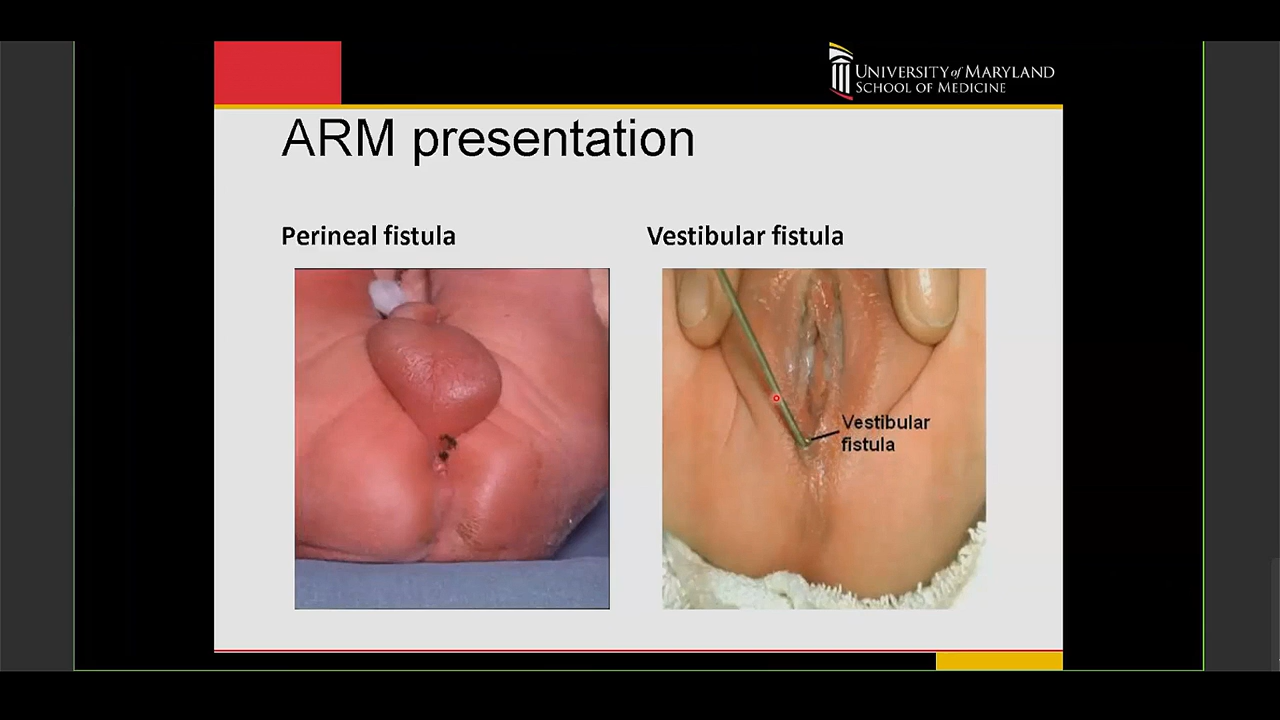 UNIVERSITY of MARYLAND
SCHOOL OF MEDICINE
ARM presentation
Perineal fistula
Vestibular fistula
Vestibular
fistula